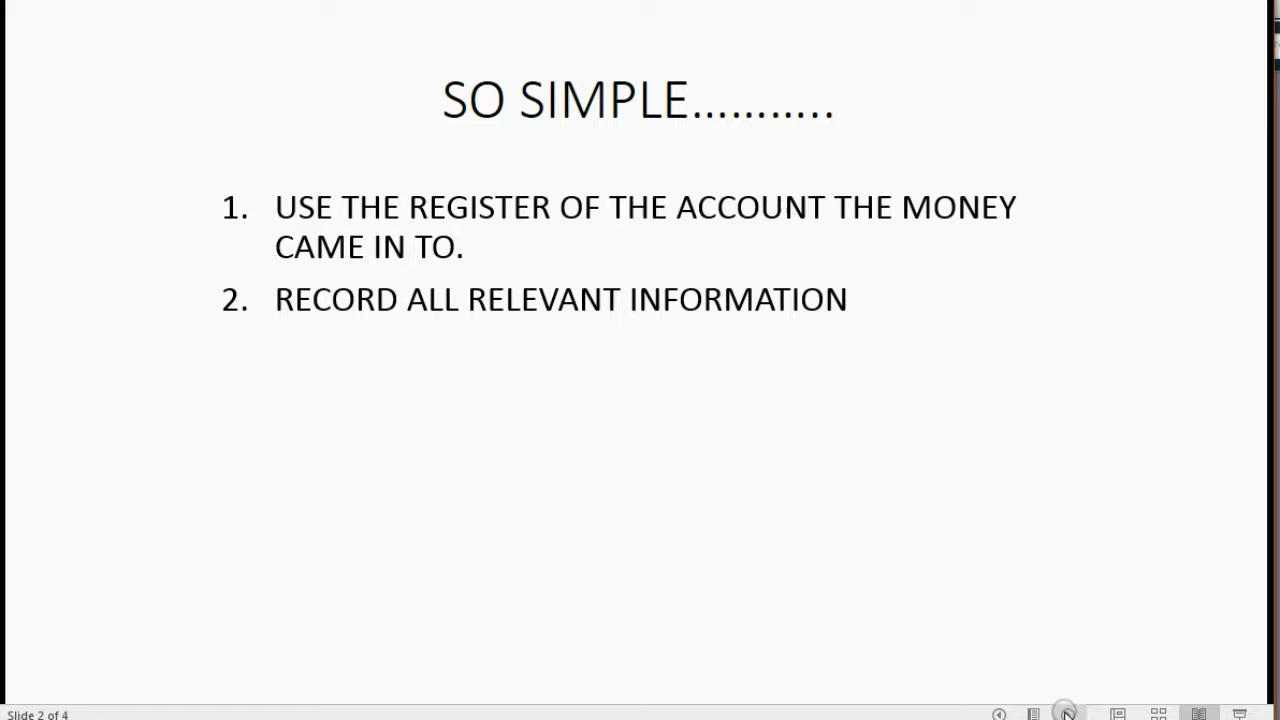 SO SIMPLE...........
1. USE THE REGISTER OF THE ACCOUNT THE MONEY
CAME IN TO.
2. RECORD ALL RELEVANT INFORMATION
Slide 2 of 4